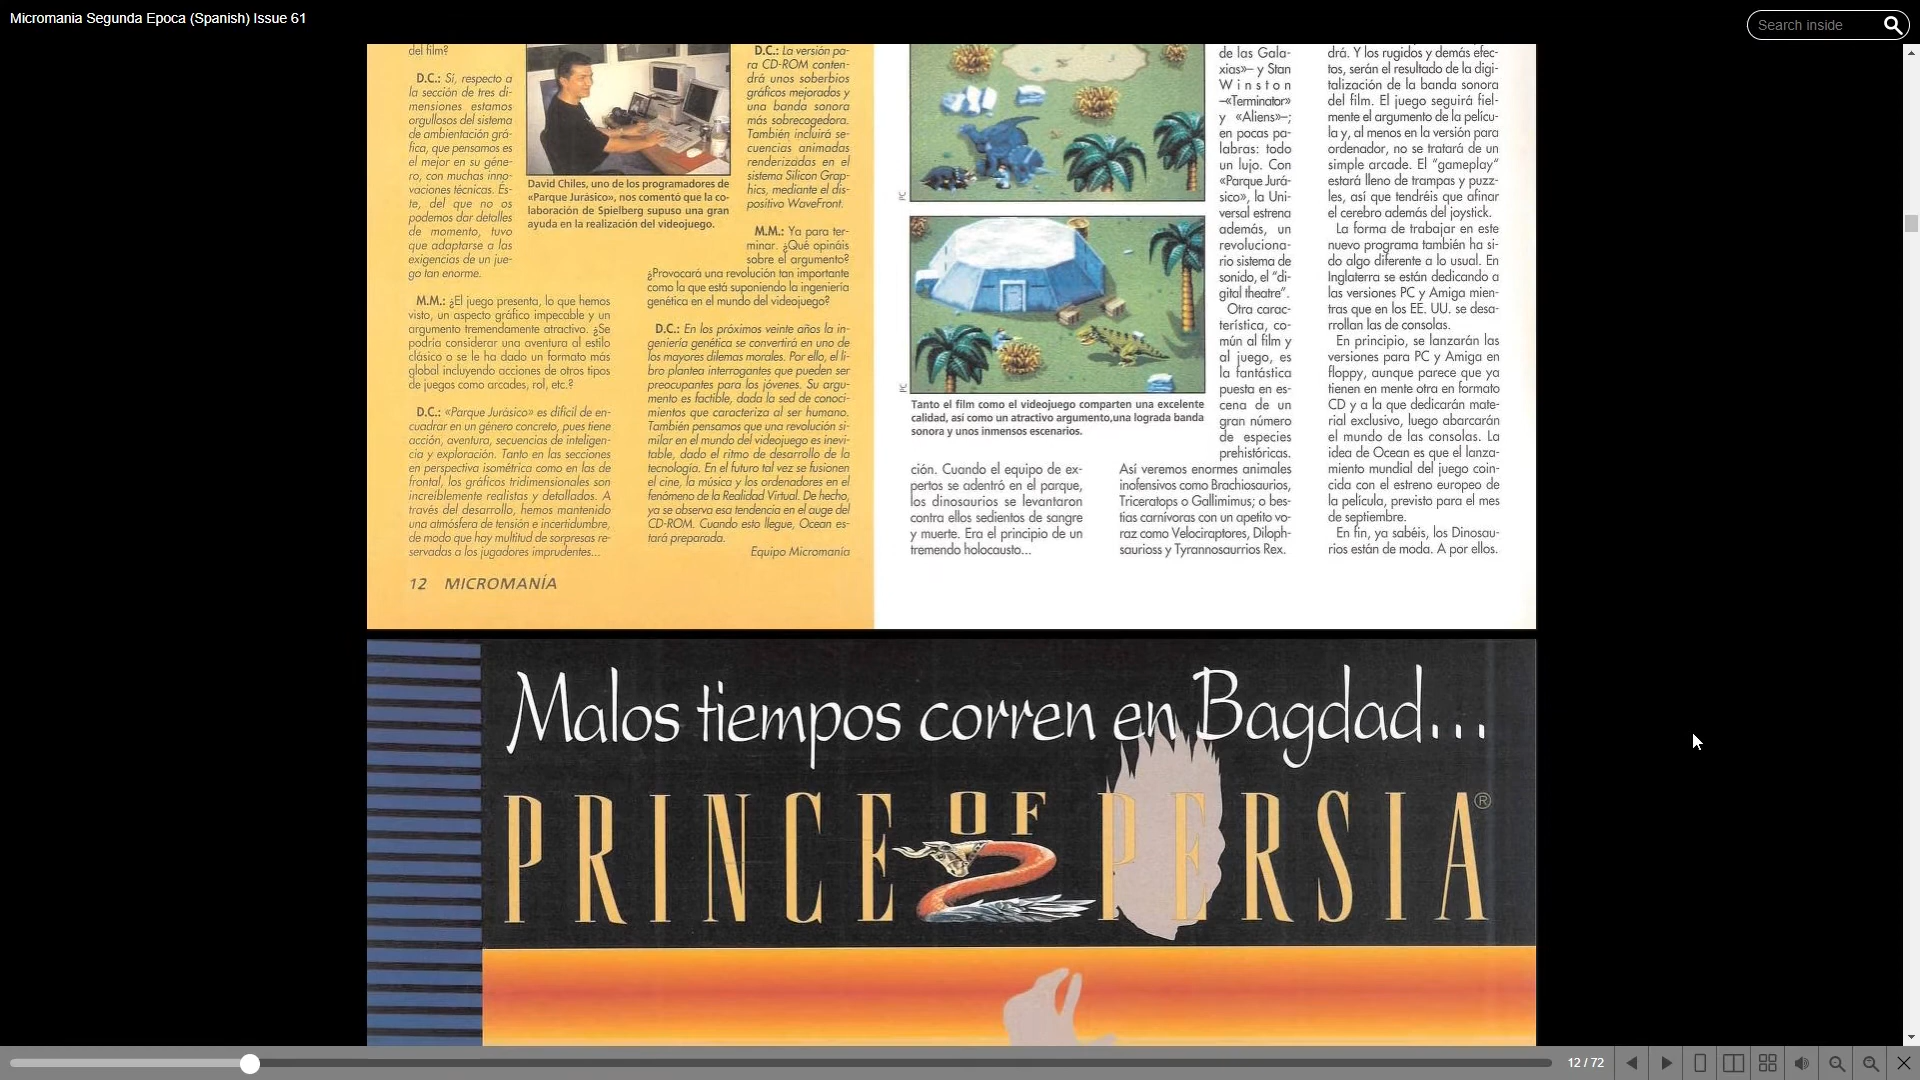 Micromania Segunda Epoca (Spanish) Issue 61
Search inside
del film?
D.C.: Sí, respecto a
la sección de tres di-
mensiones estamos
orgullosos del sistema
de ambientación grá-
fica, que pensamos es
el mejor en su géne-
ro, con muchas inno-
vaciones técnicas. Es-
te, del que no os
podemos dar detalles
de momento, tuvo
que adaptarse a las
exigencias de un jue-
go tan enorme.
M.M.: ¿El juego presenta, lo que hemos
visto, un aspecto gráfico impecable y un
argumento tremendamente atractivo. ¿Se
podría considerar una aventura al estilo
clásico o se le ha dado un formato más
global incluyendo acciones de otros tipos
de juegos como arcades, rol, etc.?
D.C.: «Parque Jurásico» es difícil de en-
cuadrar en un género concreto, pues tiene
acción, aventura, secuencias de inteligen-
cia y exploración. Tanto en las secciones
en perspectiva isométrica como en las de
frontal, los gráficos tridimensionales son
increíblemente realistas y detallados. A
través del desarrollo, hemos mantenido
una atmósfera de tensión e incertidumbre,
de modo que hay multitud de sorpresas re-
servadas a los jugadores imprudentes...
12 MICROMANÍA
David Chiles, uno de los programadores de
«Parque Jurásico», nos comentó que la co-
laboración de Spielberg supuso una gran
ayuda en la realización del videojuego.
D.C.: La versión pa-
ra CD-ROM conten-
drá unos soberbios
gráficos mejorados y
una banda sonora
más sobrecogedora.
También incluirá se-
cuencias animadas
renderizadas en el
sistema Silicon Grap-
hics, mediante el dis-
positivo WaveFront.
M.M.: Ya para ter-
minar. ¿Qué opináis
sobre el argumento?
¿Provocará una revolución tan importante
como la que está suponiendo la ingeniería
genética en el mundo del videojuego?
D.C.: En los próximos veinte años la in-
geniería genética se convertirá en uno de
los mayores dilemas morales. Por ello, el li-
bro plantea interrogantes que pueden ser
preocupantes para los jóvenes. Su argu-
mento es factible, dada la sed de conoci-
mientos que caracteriza al ser humano.
También pensamos que una revolución si-
milar en el mundo del videojuego es inevi-
table, dado el ritmo de desarrollo de la
tecnología. En el futuro tal vez se fusionen
el cine, la música y los ordenadores en el
fenómeno de la Realidad Virtual. De hecho,
ya se observa esa tendencia en el auge del
CD-ROM. Cuando esto llegue, Ocean es-
tará preparada.
Equipo Micromanía
PC
PC
Tanto el film como el videojuego comparten una excelente
calidad, así como un atractivo argumento,una lograda banda
sonora y unos inmensos escenarios.
ción. Cuando el equipo de ex-
pertos se adentró en el parque,
los dinosaurios se levantaron
contra ellos sedientos de sangre
y muerte. Era el principio de un
tremendo holocausto...
de las Gala-
xias»– y Stan
Winston
–«Terminator»
y «Aliens»–;
en pocas pa-
labras: todo
un lujo. Con
«Parque Jurá-
sico», la Uni-
versal estrena
además, un
revoluciona-
rio sistema de
sonido, el "di-
gital theatre".
Otra carac-
terística, co-
mún al film y
al juego, es
la fantástica
puesta en es-
cena de un
gran número
de especies
prehistóricas.
Así veremos enormes animales
inofensivos como Brachiosaurios,
Triceratops o Gallimimus; o bes-
tias carnívoras con un apetito vo-
raz como Velociraptores, Diloph-
saurioss y Tyrannosaurrios Rex.
drá. Y los rugidos y demás efec-
tos, serán el resultado de la digi-
talización de la banda sonora
del film. El juego seguirá fiel-
mente el argumento de la pelícu-
la y, al menos en la versión para
ordenador, no se tratará de un
simple arcade. El "gameplay"
estará lleno de trampas y puzz-
les, así que tendréis que afinar
el cerebro además del joystick.
La forma de trabajar en este
nuevo programa también ha si-
do algo diferente a lo usual. En
Inglaterra se están dedicando a
las versiones PC y Amiga mien-
tras que en los EE. UU. se desa-
rrollan las de consolas.
En principio, se lanzarán las
versiones para PC y Amiga en
floppy, aunque parece que ya
tienen en mente otra en formato
CD y a la que dedicarán mate-
rial exclusivo, luego abarcarán
el mundo de las consolas. La
idea de Ocean es que el lanza-
miento mundial del juego coin-
cida con el estreno europeo de
la película, previsto para el mes
de septiembre.
En fin, ya sabéis, los Dinosau-
rios están de moda. A por ellos.
Malos tiempos corren en Bagdad...
PRINCE OF PERSIA®
2
12 / 72